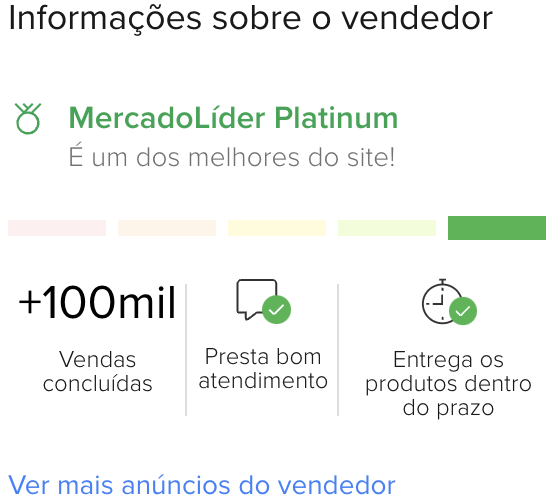 Informações sobre o vendedor
MercadoLíder Platinum
É um dos melhores do site!
+100mil
Vendas
concluídas
Presta bom
atendimento
Entrega os
produtos dentro
do prazo
Ver mais anúncios do vendedor